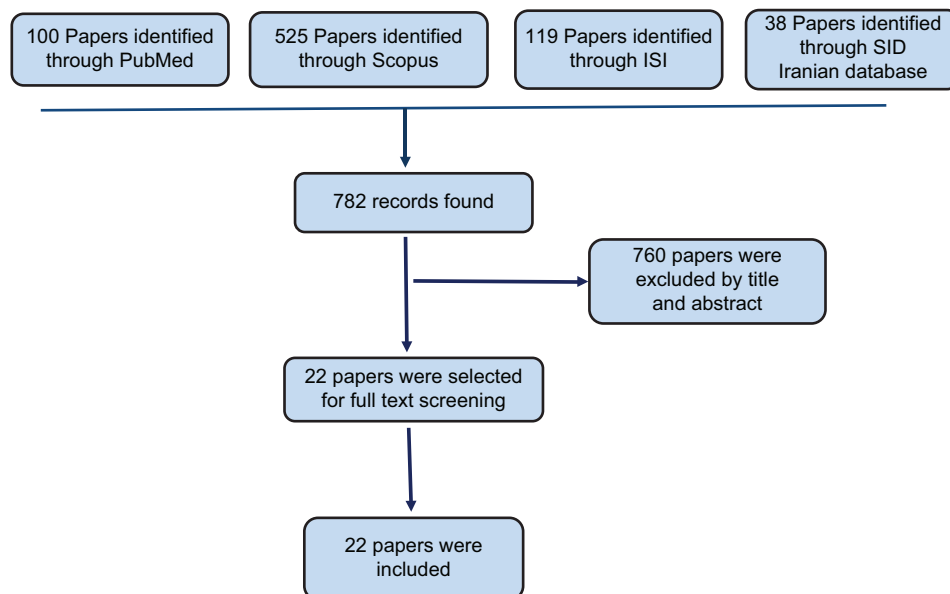 100 Papers identified
through PubMed
525 Papers identified
through Scopus
119 Papers identified
through ISI
38 Papers identified
through SID
Iranian database
782 records found
760 papers were
excluded by title
and abstract
22 papers were selected
for full text screening
22 papers were
included